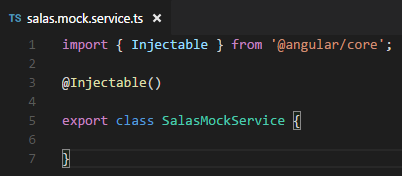 TS salas.mock.service.ts ×
1 import { Injectable } from '@angular/core';
2
3 @Injectable()
4
5 export class SalasMockService {
6
7 }